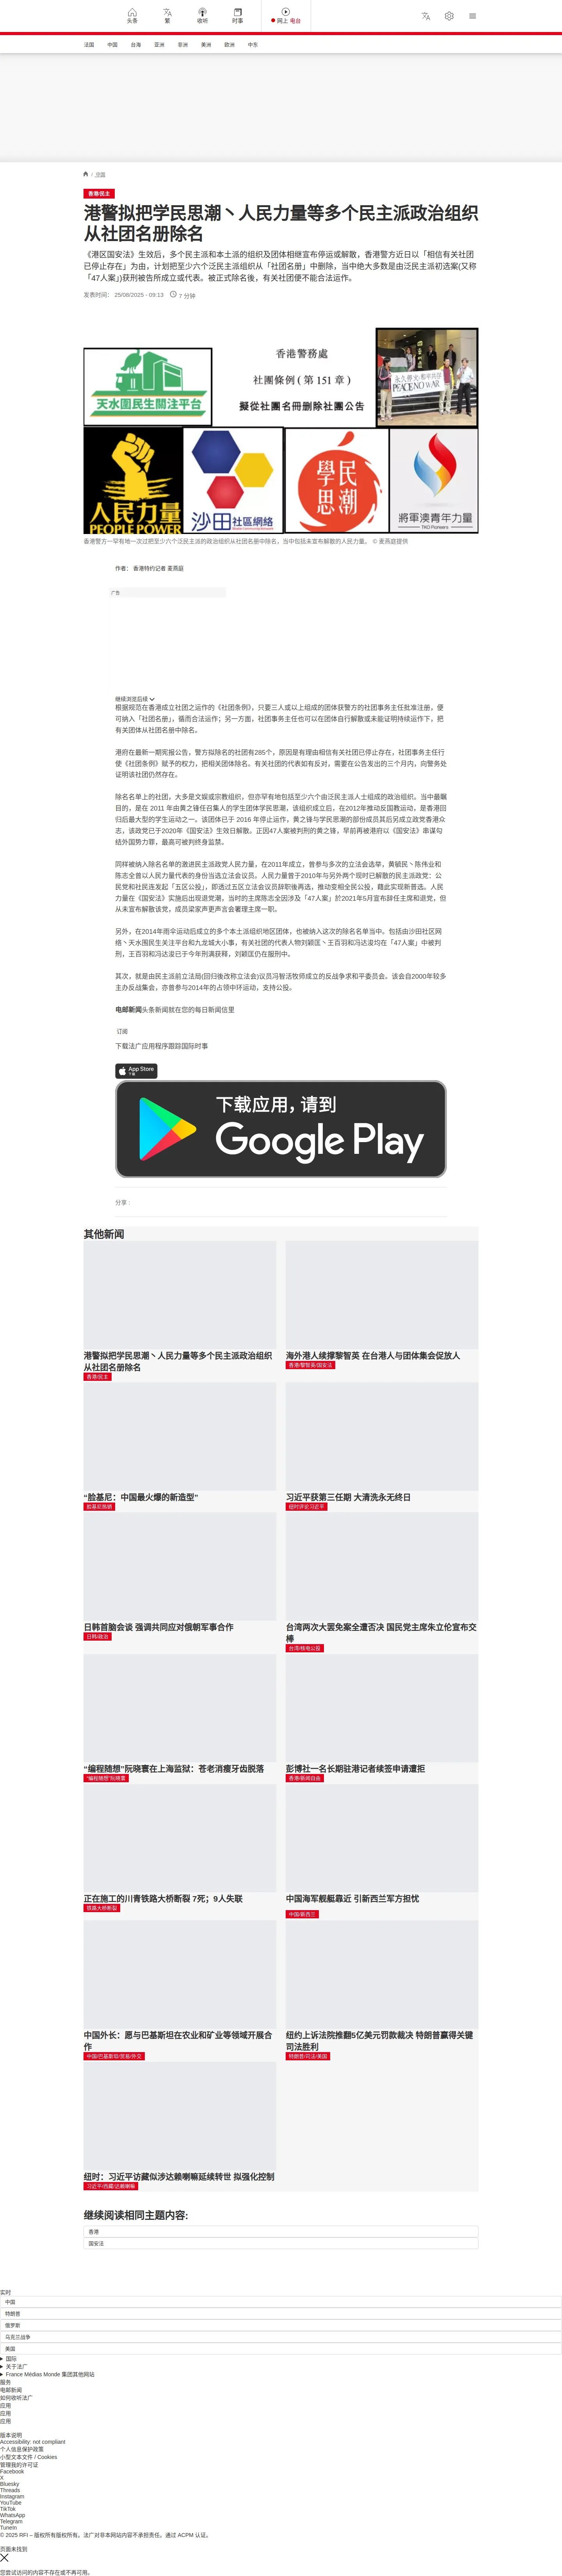 头条
繁
收听
时事
网上 电台
法国
中国
台海
亚洲
非洲
美洲
欧洲
中东
/ 中国
香港/民主
港警拟把学民思潮丶人民力量等多个民主派政治组织
从社团名册除名
《港区国安法》生效后，多个民主派和本土派的组织及团体相继宣布停运或解散，香港警方近日以「相信有关社团
已停止存在」为由，计划把至少六个泛民主派组织从「社团名册」中删除，当中绝大多数是由泛民主派初选案(又称
「47人案」)获刑被告所成立或代表。被正式除名後，有关社团便不能合法运作。
发表时间： 25/08/2025 - 09:13
7 分钟
天水圍民生關注平台
香港警務處
社團條例 ( 第 151 章 )
擬從社團名冊刪除社團公告
PEACE NO WAR
人民力量
PEOPLE POWER
沙田社區網絡
學民思潮
將軍澳青年力量
TKO Pioneers
香港警方一罕有地一次过把至少六个泛民主派的政治组织从社团名册中除名，当中包括未宣布解散的人民力量。 © 麦燕庭提供
作者： 香港特约记者 麦燕庭
广告
继续浏览后续
根据规范在香港成立社团之运作的《社团条例》，只要三人或以上组成的团体获警方的社团事务主任批准注册，便
可纳入「社团名册」，循而合法运作；另一方面，社团事务主任也可以在团体自行解散或未能证明持续运作下，把
有关团体从社团名册中除名。
港府在最新一期宪报公告，警方拟除名的社团有285个，原因是有理由相信有关社团已停止存在，社团事务主任行
使《社团条例》赋予的权力，把相关团体除名。有关社团的代表如有反对，需要在公告发出的三个月内，向警务处
证明该社团仍然存在。
除名名单上的社团，大多是文娱或宗教组织，但亦罕有地包括至少六个由泛民主派人士组成的政治组织。当中最瞩
目的，是在 2011 年由黄之锋任召集人的学生团体学民思潮，该组织成立后，在2012年推动反国教运动，是香港回
归后最大型的学生运动之一。该团体已于 2016 年停止运作，黄之锋与学民思潮的部份成员其后另成立政党香港众
志，该政党已于2020年《国安法》生效日解散。正因47人案被判刑的黄之锋，早前再被港府以《国安法》串谋勾
结外国势力罪，最高可被判终身监禁。
同样被纳入除名名单的激进民主派政党人民力量，在2011年成立，曾参与多次的立法会选举，黄毓民丶陈伟业和
陈志全曾以人民力量代表的身份当选立法会议员。人民力量曾于2010年与另外两个现时已解散的民主派政党：公
民党和社民连发起「五区公投」，即透过五区立法会议员辞职後再选，推动变相全民公投，藉此实现新普选。人民
力量在《国安法》实施后出现退党潮，当时的主席陈志全因涉及「47人案」於2021年5月宣布辞任主席和退党，但
从未宣布解散该党，成员梁家声更声言会署理主席一职。
另外，在2014年雨伞运动后成立的多个本土派组织地区团体，也被纳入这次的除名名单当中。包括由沙田社区网
络丶天水围民生关注平台和九龙城大小事，有关社团的代表人物刘颖匡丶王百羽和冯达浚均在「47人案」中被判
刑，王百羽和冯达浚已于今年刑满获释，刘颖匡仍在服刑中。
其次，就是由民主派前立法局(回归後改称立法会)议员冯智活牧师成立的反战争求和平委员会。该会自2000年较多
主办反战集会，亦曾参与2014年的占领中环运动，支持公投。
电邮新闻头条新闻就在您的每日新闻信里
订阅
下载法广应用程序跟踪国际时事
App Store
下载
下载应用，请到
Google Play
分享 :
其他新闻
港警拟把学民思潮丶人民力量等多个民主派政治组织
从社团名册除名
香港/民主
海外港人续撑黎智英 在台港人与团体集会促放人
香港/黎智英/国安法
“脸基尼：中国最火爆的新造型”
脸基尼热销
习近平获第三任期 大清洗永无终日
纽时评论习近平
日韩首脑会谈 强调共同应对俄朝军事合作
日韩/政治
台湾两次大罢免案全遭否决 国民党主席朱立伦宣布交
棒
台湾/核电公投
“编程随想”阮晓寰在上海监狱：苍老消瘦牙齿脱落
“编程随想”阮晓寰
彭博社一名长期驻港记者续签申请遭拒
香港/新闻自由
正在施工的川青铁路大桥断裂 7死；9人失联
铁路大桥断裂
中国海军舰艇靠近 引新西兰军方担忧
中国/新西兰
中国外长：愿与巴基斯坦在农业和矿业等领域开展合
作
中国/巴基斯坦/贸易/外交
纽约上诉法院推翻5亿美元罚款裁决 特朗普赢得关键
司法胜利
特朗普/司法/美国
纽时：习近平访藏似涉达赖喇嘛延续转世 拟强化控制
习近平/西藏/达赖喇嘛
继续阅读相同主题内容:
香港
国安法
实时
中国
特朗普
俄罗斯
乌克兰战争
美国
国际
关于法广
France Médias Monde 集团其他网站
服务
电邮新闻
如何收听法广
应用
应用
应用
版本说明
Accessibility: not compliant
个人信息保护政策
小型文本文件 / Cookies
管理我的许可证
Facebook
X
Bluesky
Threads
Instagram
YouTube
TikTok
WhatsApp
Telegram
TuneIn
© 2025 RFI – 版权所有版权所有。法广对非本网站内容不承担责任。通过 ACPM 认证。
页面未找到
您尝试访问的内容不存在或不再可用。